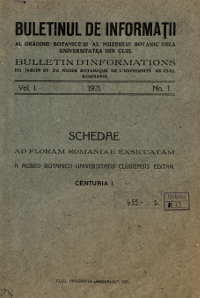 BULETINUL DE INFORMAȚII
AL GRĂDINII BOTANICE ȘI AL MUZEULUI BOTANIC DELA
UNIVERSITATEA DIN CLUJ
BULLETIN D'INFORMATIONS
DU JARDIN ET DU MUSÉE BOTANIQUES DE L'UNIVERSITÉ DE CLUJ,
ROUMANIE.
Vol. I. 1921. No. 1
SCHEDAE
AD FLORAM ROMANIAE EXSICCATAM
A MUSEO BOTANICO UNIVERSITATIS CLUSIENSIS EDITAM.
CENTURIA I.